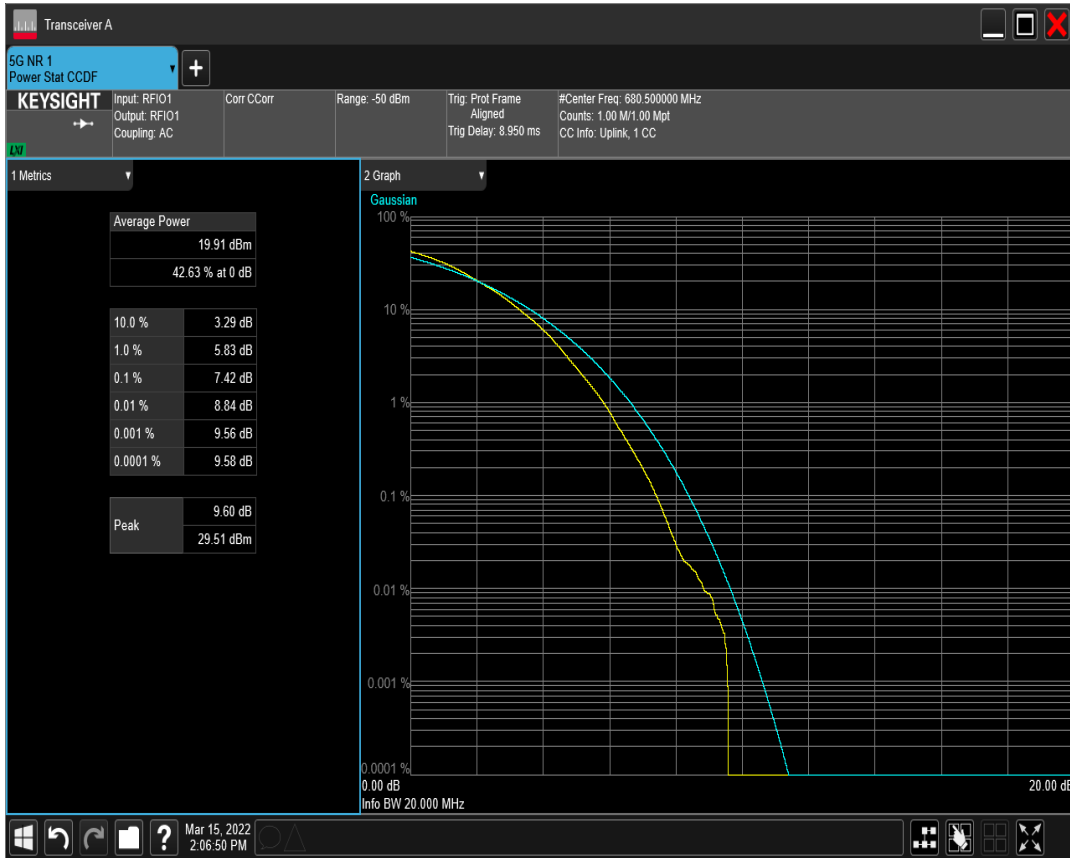 Transceiver A
5G NR 1
Power Stat CCDF
KEYSIGHT
LXI
Input: RFIO1
Output: RFIO1
Coupling: AC
Corr CCorr
Range: -50 dBm
Trig: Prot Frame
Aligned
Trig Delay: 8.950 ms
#Center Freq: 680.500000 MHz
Counts: 1.00 M/1.00 Mpt
CC Info: Uplink, 1 CC
1 Metrics
Average Power
19.91 dBm
42.63 % at 0 dB
10.0 % 3.29 dB
1.0 % 5.83 dB
0.1 % 7.42 dB
0.01 % 8.84 dB
0.001 % 9.56 dB
0.0001 % 9.58 dB
Peak
9.60 dB
29.51 dBm
2 Graph
Gaussian
100 %
10 %
1 %
0.1 %
0.01 %
0.001 %
0.0001 %
0.00 dB
20.00 dB
Info BW 20.000 MHz
?
Mar 15, 2022
2:06:50 PM